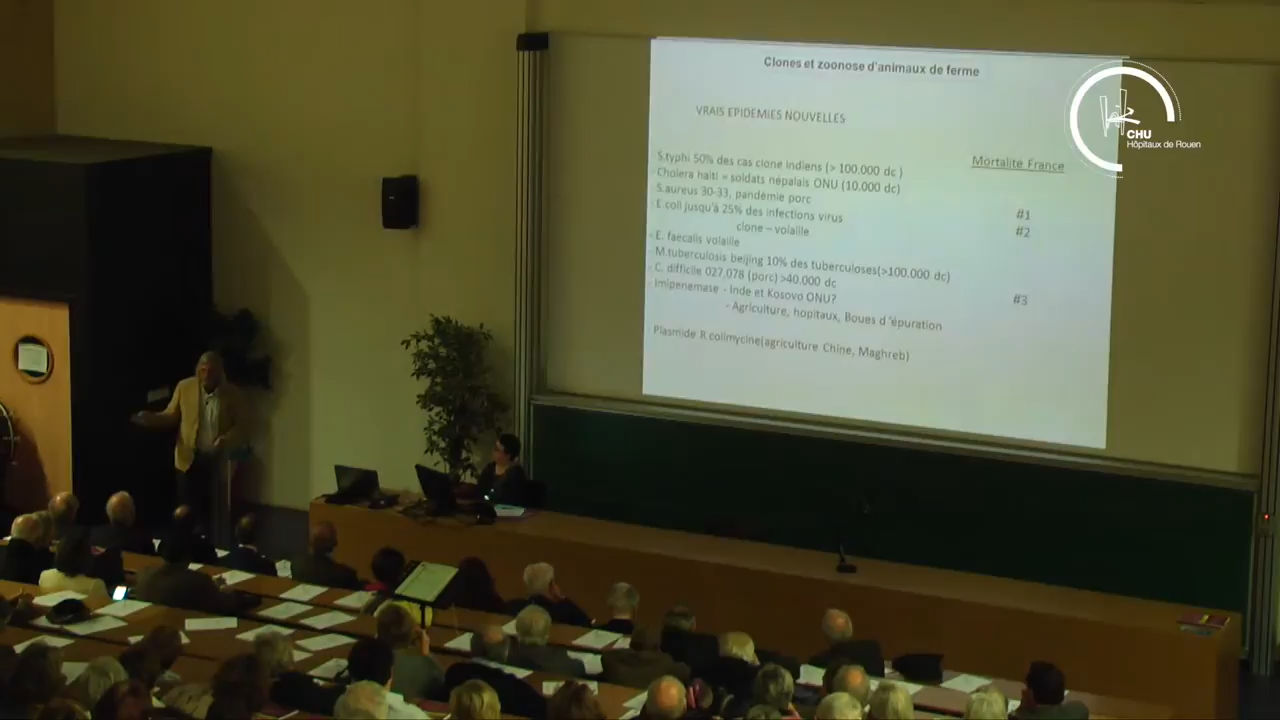 Clones et zoonose d'animaux de ferme
CHU
Hôpitaux de Rouen
VRAIS EPIDEMIES NOUVELLES
Mortalité France
S.typhi 50% des cas clone indiens (> 100.000 dc )
Cholera haiti = soldats népalais ONU (10.000 dc)
S.aureus 30-33, pandémie porc #1
- E coli jusqu'à 25% des infections virus #2
clone – volaille
- E. faecalis volaille
- M.tuberculosis beijing 10% des tuberculoses(>100.000 dc)
- C. difficile 027,078 (porc) >40.000 dc #3
- Imipenemase - Inde et Kosovo ONU?
- Agriculture, hopitaux, Boues d 'épuration
Plasmide R colimycine(agriculture Chine, Maghreb)